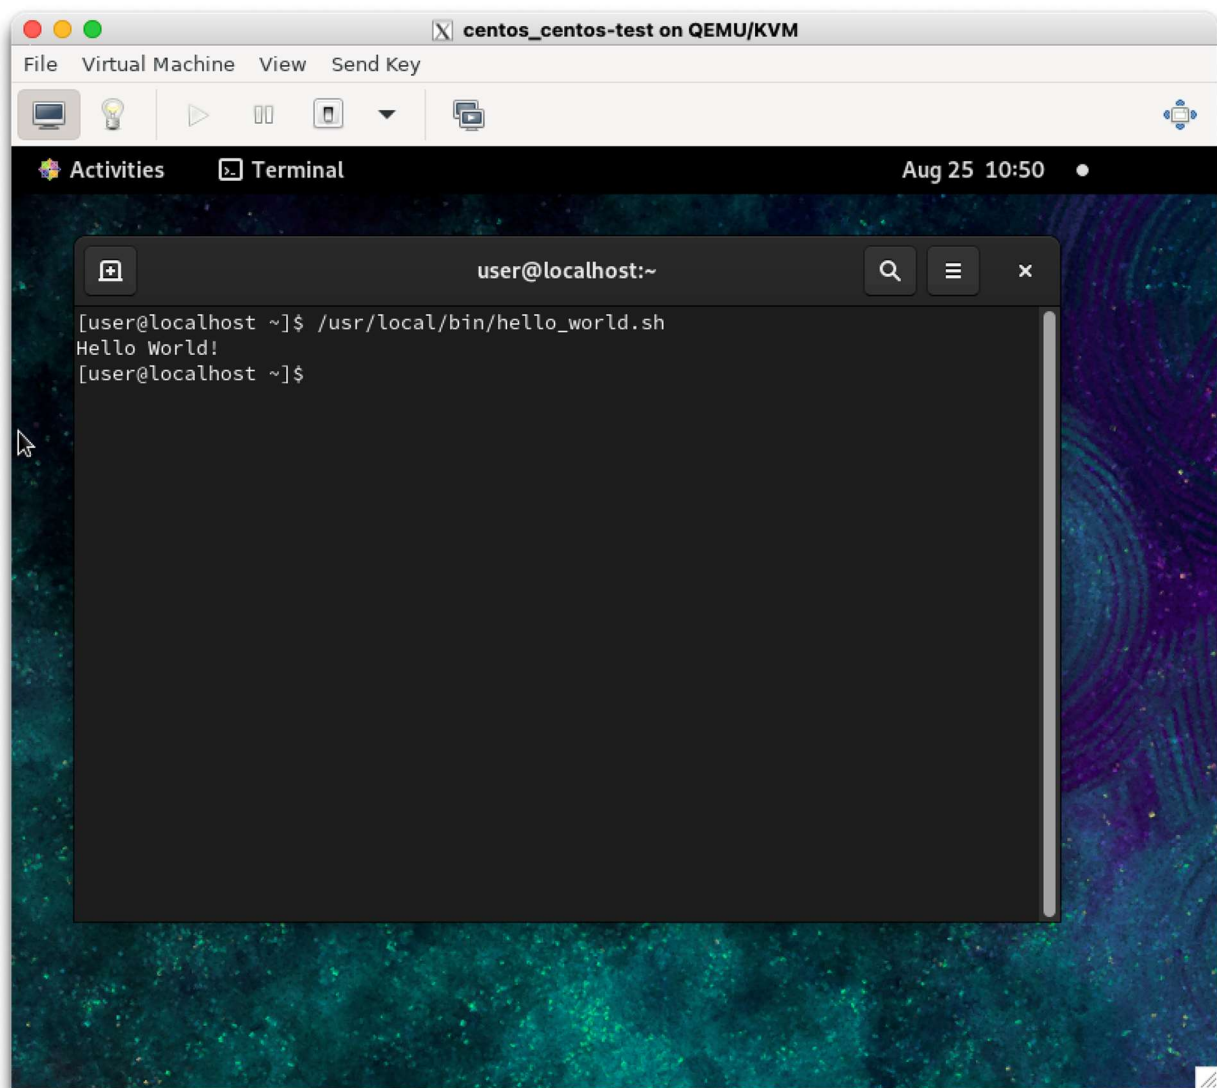 centos_centos-test on QEMU/KVM
File Virtual Machine View Send Key
Activities Terminal Aug 25 10:50
user@localhost:~
[user@localhost ~]$ /usr/local/bin/hello_world.sh
Hello World!
[user@localhost ~]$